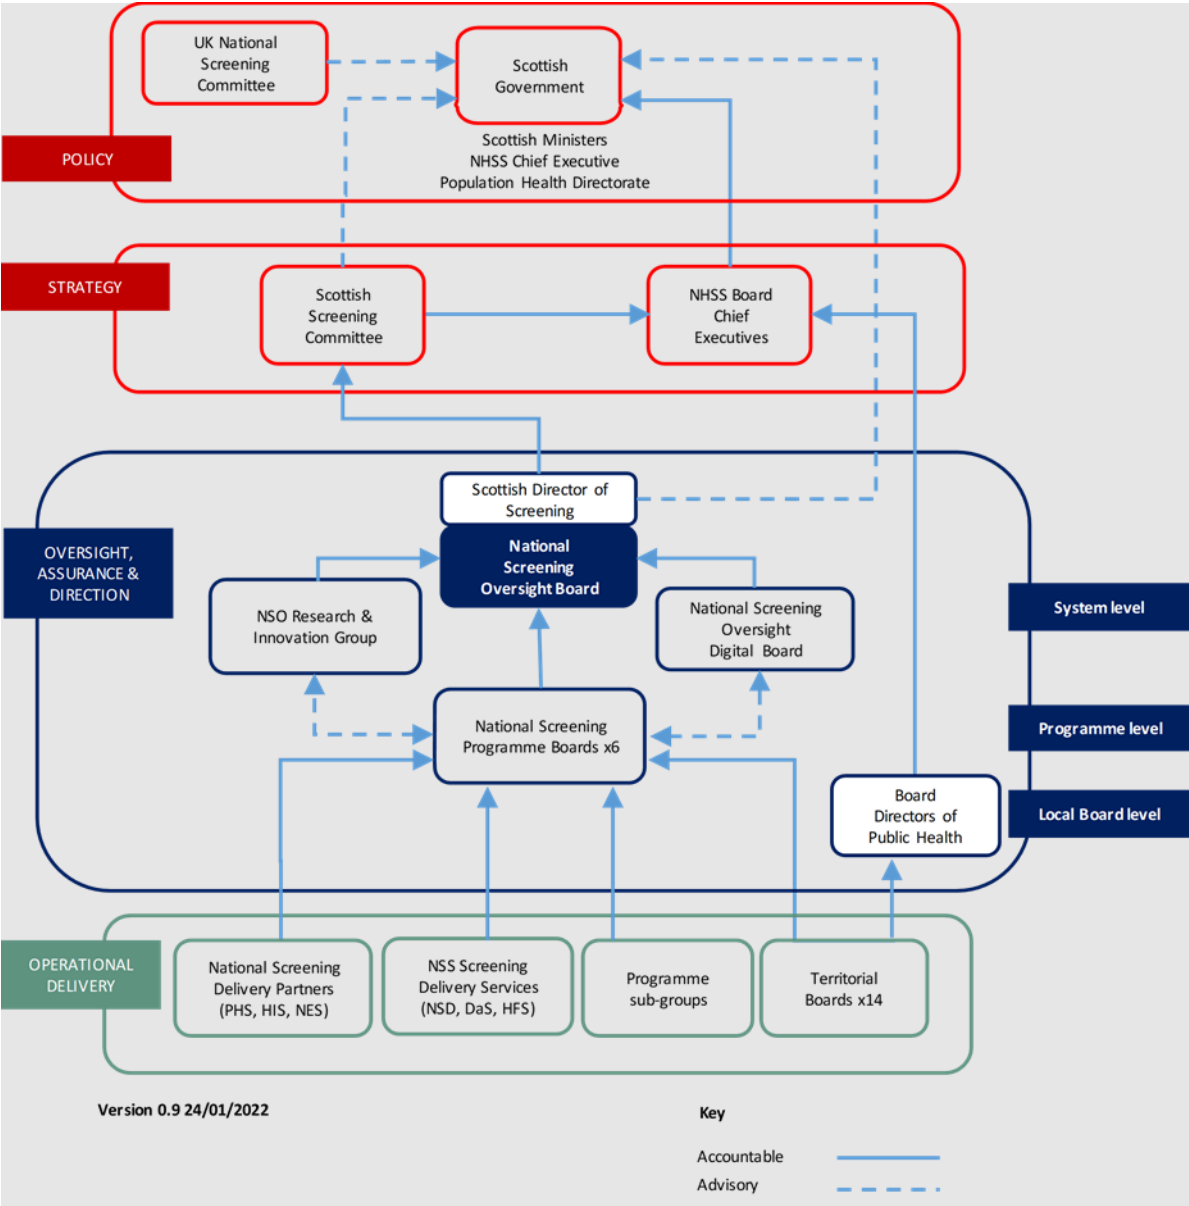 UK National
Screening
Committee
Scottish
Government
Scottish Ministers
NHSS Chief Executive
Population Health Directorate
POLICY
STRATEGY
Scottish
Screening
Committee
NHSS Board
Chief
Executives
Scottish Director of
Screening
National
Screening
Oversight Board
OVERSIGHT,
ASSURANCE &
DIRECTION
NSO Research &
Innovation Group
National Screening
Oversight
Digital Board
System level
National Screening
Programme Boards x6
Programme level
Board
Directors of
Public Health
Local Board level
OPERATIONAL
DELIVERY
National Screening
Delivery Partners
(PHS, HIS, NES)
NSS Screening
Delivery Services
(NSD, DaS, HFS)
Programme
sub-groups
Territorial
Boards x14
Version 0.9 24/01/2022
Key
Accountable
Advisory